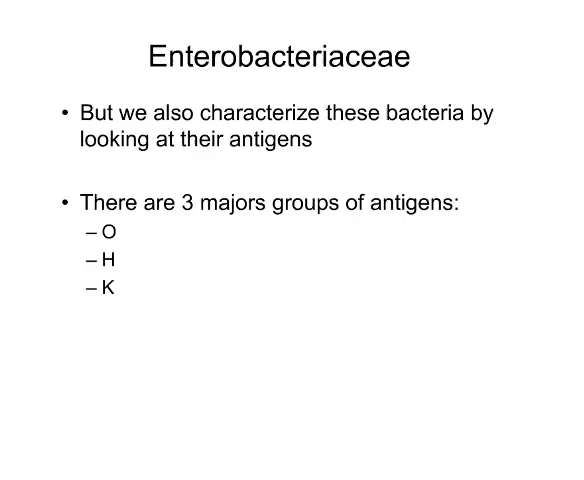 Enterobacteriaceae
• But we also characterize these bacteria by
looking at their antigens
• There are 3 majors groups of antigens:
– O
– H
– K